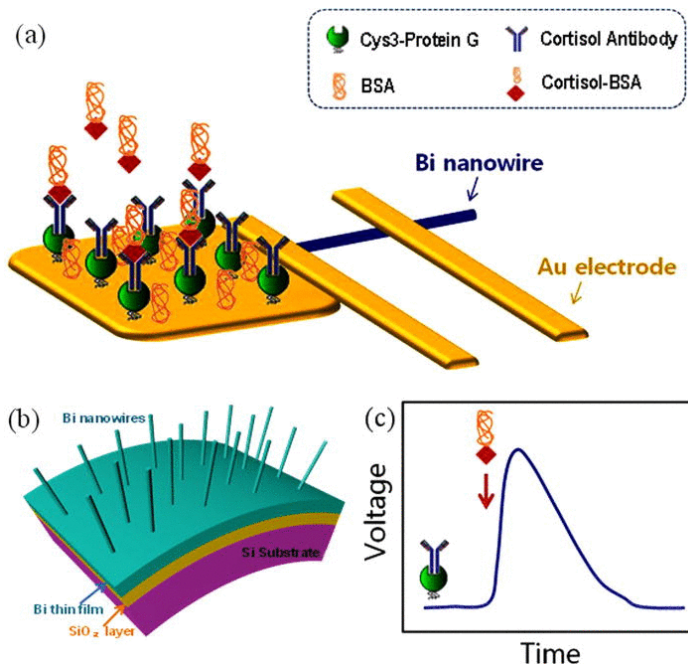 (a)
Cys3-Protein G
Cortisol Antibody
BSA
Cortisol-BSA
Bi nanowire
Au electrode
(b)
Bi nanowires
Si Substrate
Bi thin film
SiO₂ layer
(c)
Voltage
Time